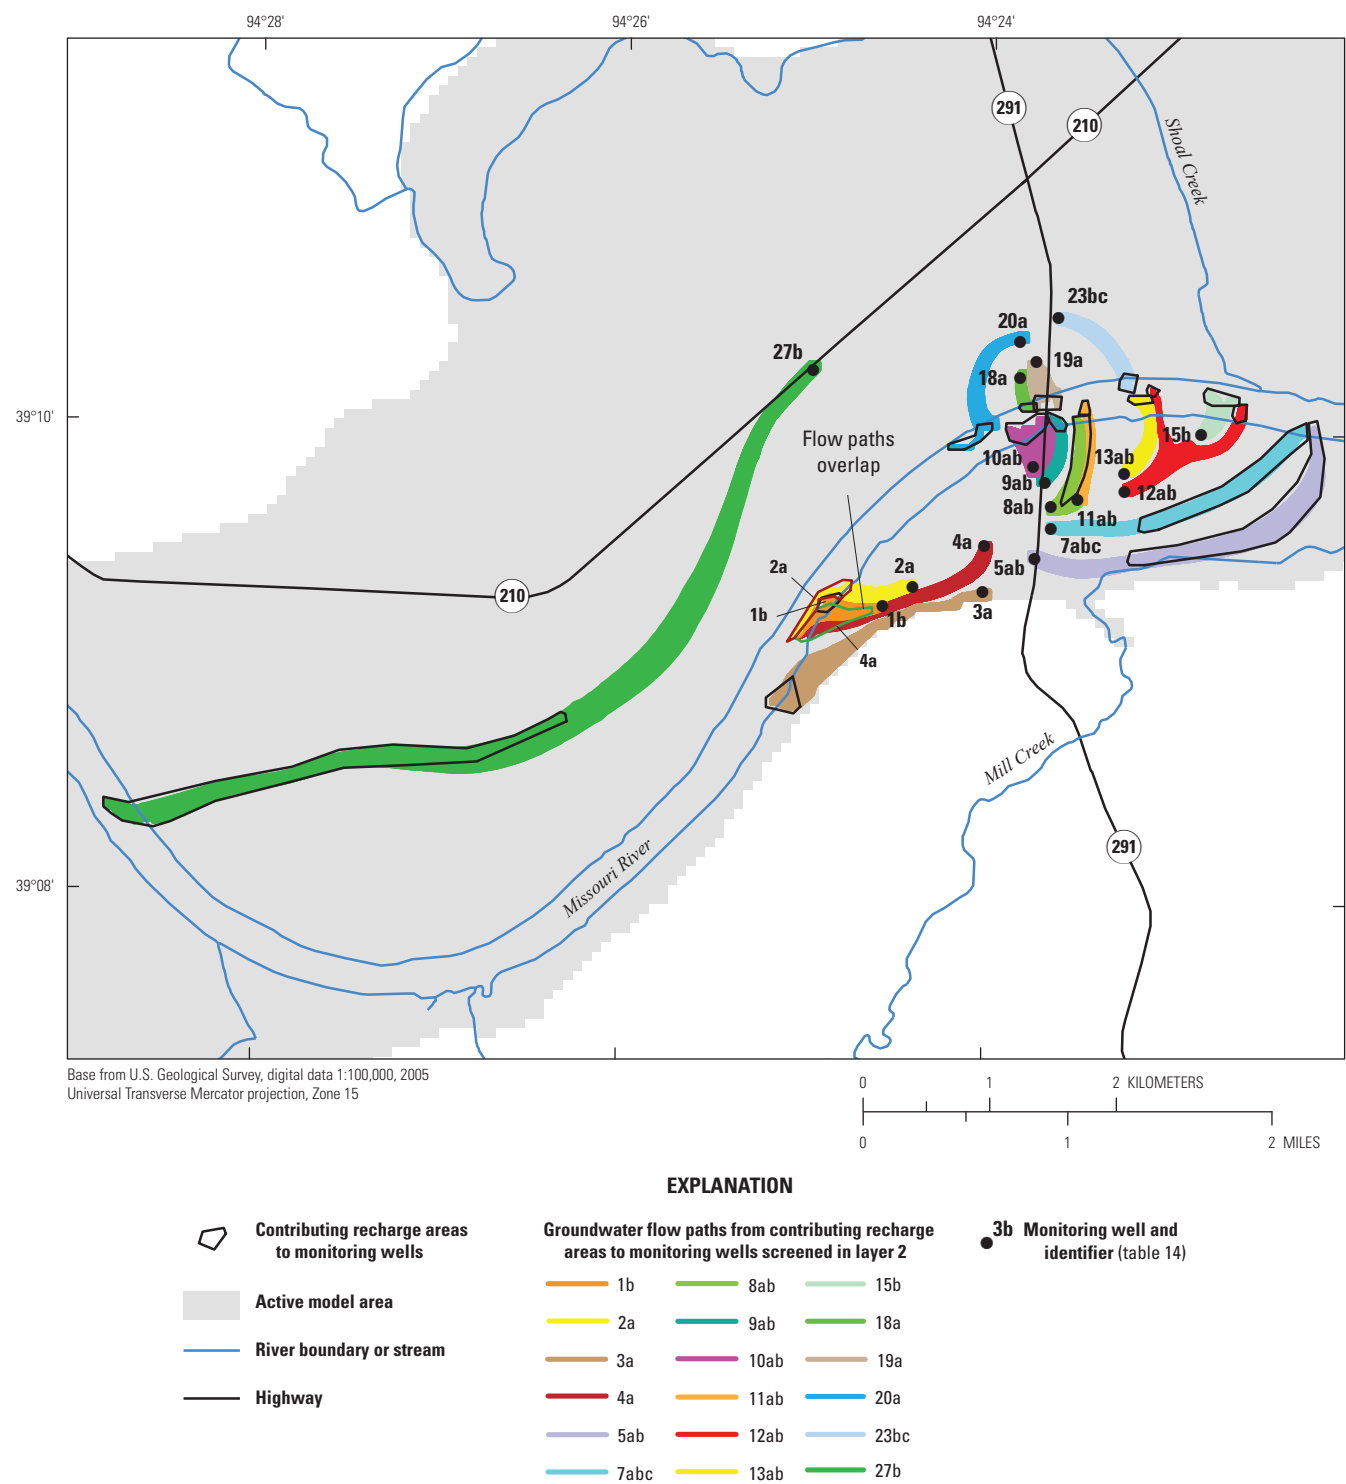 94°28'
94°26'
94°24'
291
210
Shoal Creek
23bc
20a
19a
27b
18a
39°10'
Flow paths
overlap
15b
10ab
13ab
9ab
12ab
8ab
11ab
4a
7abc
2a
2a
5ab
1b
1b
3a
210
4a
Mill Creek
291
Missouri River
39°08'
Base from U.S. Geological Survey, digital data 1:100,000, 2005
Universal Transverse Mercator projection, Zone 15
0 1 2 KILOMETERS
0 1 2 MILES
EXPLANATION
Contributing recharge areas
to monitoring wells
Active model area
River boundary or stream
Highway
Groundwater flow paths from contributing recharge
areas to monitoring wells screened in layer 2
1b
2a
3a
4a
5ab
7abc
8ab
9ab
10ab
11ab
12ab
13ab
15b
18a
19a
20a
23bc
27b
3b Monitoring well and
identifier (table 14)